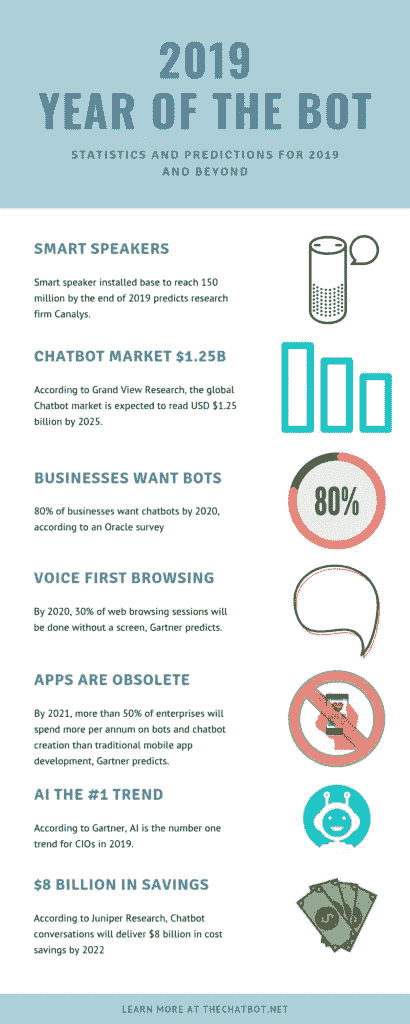 2019
YEAR OF THE BOT
STATISTICS AND PREDICTIONS FOR 2019
AND BEYOND
SMART SPEAKERS
Smart speaker installed base to reach 150
million by the end of 2019 predicts research
firm Canalys.
CHATBOT MARKET $1.25B
According to Grand View Research, the global
Chatbot market is expected to read USD $1.25
billion by 2025.
BUSINESSES WANT BOTS
80% of businesses want chatbots by 2020,
according to an Oracle survey
80%
VOICE FIRST BROWSING
By 2020, 30% of web browsing sessions will
be done without a screen, Gartner predicts.
APPS ARE OBSOLETE
By 2021, more than 50% of enterprises will
spend more per annum on bots and chatbot
creation than traditional mobile app
development, Gartner predicts.
AI THE #1 TREND
According to Gartner, AI is the number one
trend for CIOs in 2019.
$8 BILLION IN SAVINGS
According to Juniper Research, Chatbot
conversations will deliver $8 billion in cost
savings by 2022
$
LEARN MORE AT THECHATBOT.NET